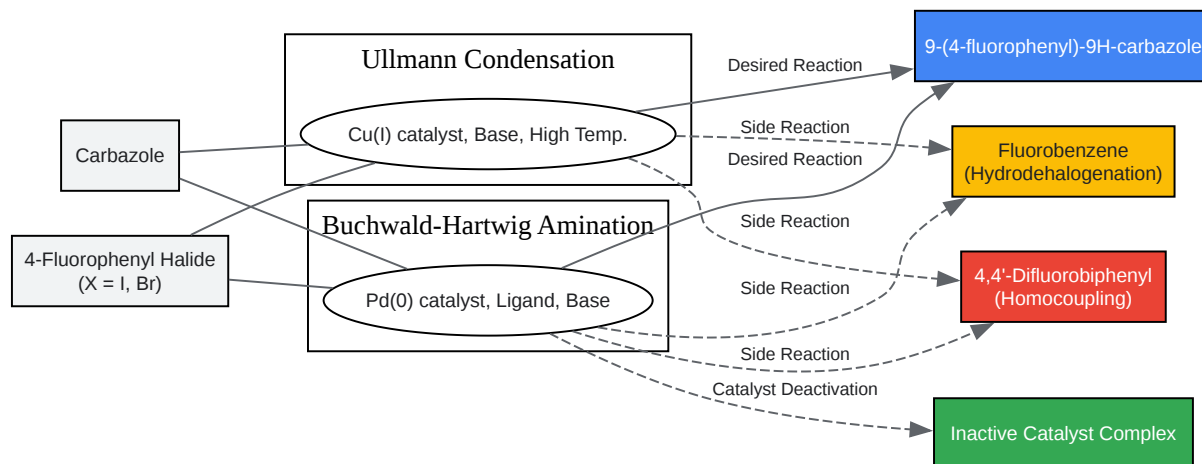 9-(4-fluorophenyl)-9H-carbazole
Ullmann Condensation
Desired Reaction
Cu(I) catalyst, Base, High Temp.
Side Reaction
Carbazole
Desired Reaction
Fluorobenzene
(Hydrodehalogenation)
Buchwald-Hartwig Amination
Side Reaction
4-Fluorophenyl Halide
(X = I, Br)
4,4'-Difluorobiphenyl
(Homocoupling)
Pd(0) catalyst, Ligand, Base
Side Reaction
Side Reaction
Catalyst Deactivation
Inactive Catalyst Complex